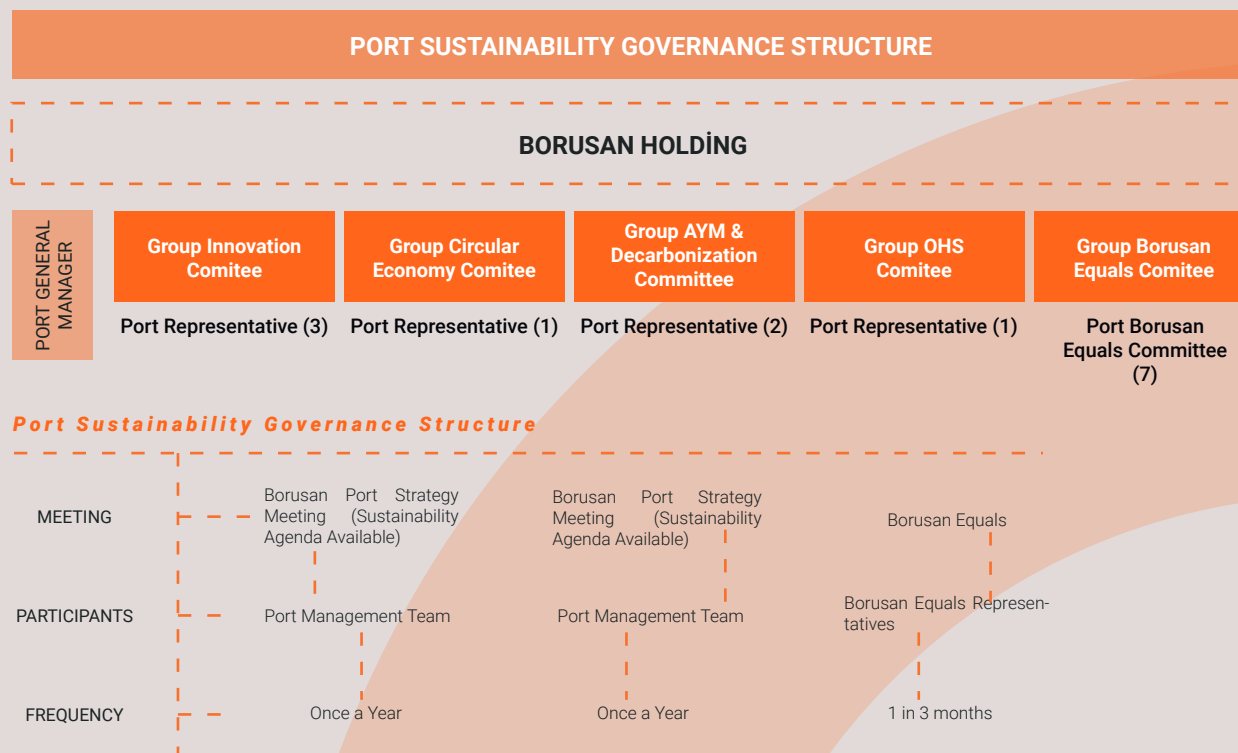 PORT SUSTAINABILITY GOVERNANCE STRUCTURE
BORUSAN HOLDİNG
PORT GENERAL
MANAGER
Group Innovation
Comitee
Port Representative (3)
Group Circular
Economy Comitee
Port Representative (1)
Group AYM &
Decarbonization
Committee
Port Representative (2)
Group OHS
Comitee
Port Representative (1)
Group Borusan
Equals Comitee
Port Borusan
Equals Committee
(7)
Port Sustainability Governance Structure
MEETING
Borusan Port Strategy
Meeting (Sustainability
Agenda Available)
Borusan Port Strategy
Meeting (Sustainability
Agenda Available)
Borusan Equals
PARTICIPANTS
Port Management Team
Port Management Team
Borusan Equals Represen-
tatives
FREQUENCY
Once a Year
Once a Year
1 in 3 months